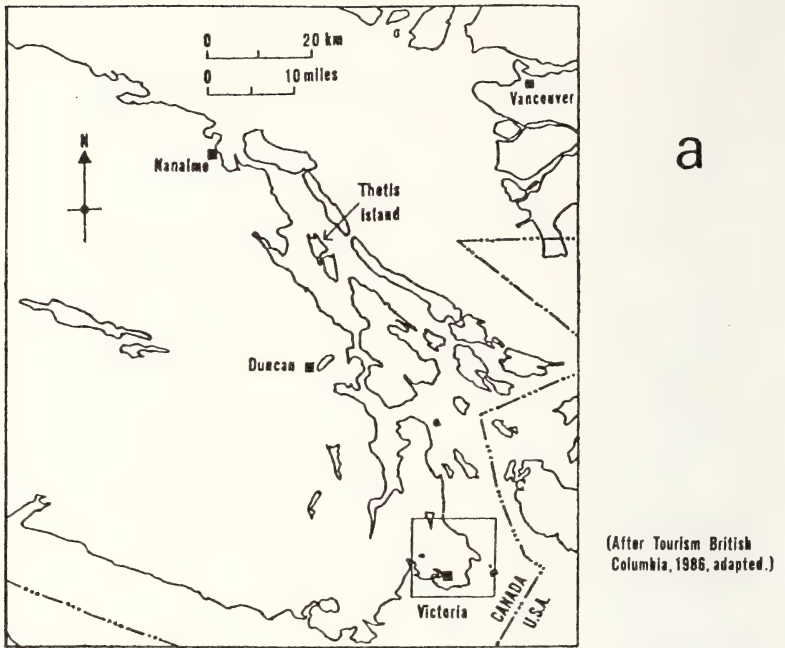 0 20 km
0 10 miles
Vancouver
a
N
Nanaimo
Thetis
island
Duncan
(After Tourism British
Columbia, 1986, adapted.)
CANADA
U.S.A.
Victoria